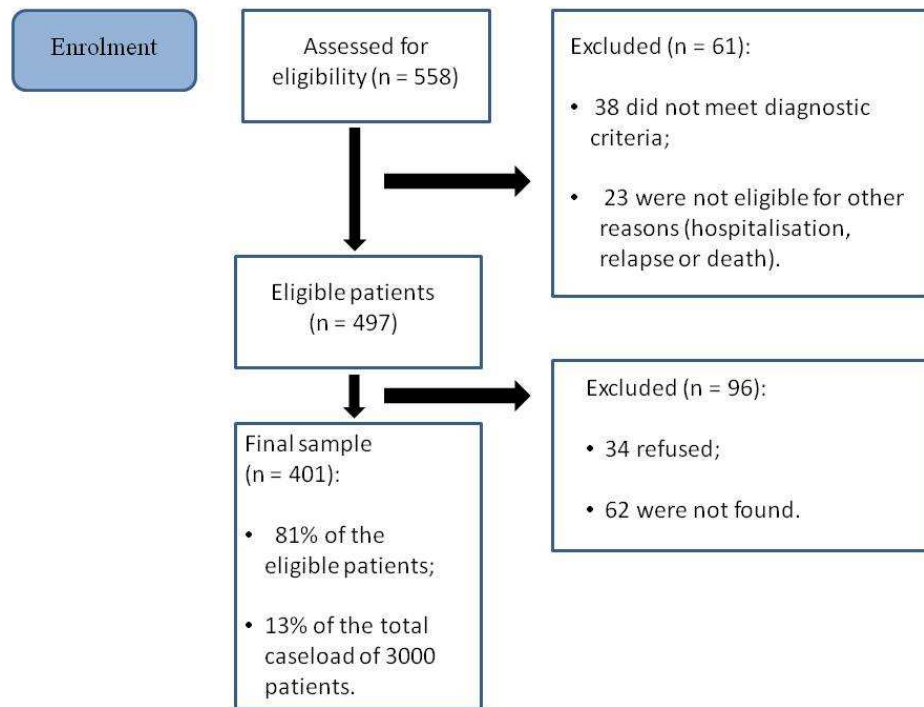 Enrolment
Assessed for
eligibility (n = 558)
Excluded (n = 61):
• 38 did not meet diagnostic
criteria;
• 23 were not eligible for other
reasons (hospitalisation,
relapse or death).
Eligible patients
(n = 497)
Excluded (n = 96):
• 34 refused;
• 62 were not found.
Final sample
(n = 401):
• 81% of the
eligible patients;
• 13% of the total
caseload of 3000
patients.